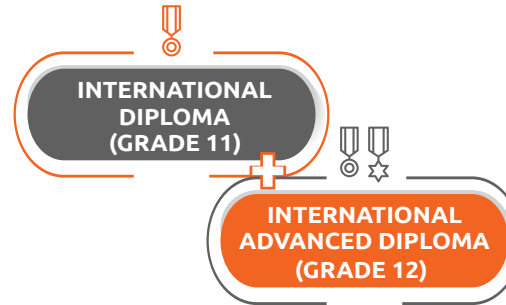 INTERNATIONAL
DIPLOMA
(GRADE 11)
INTERNATIONAL
ADVANCED DIPLOMA
(GRADE 12)